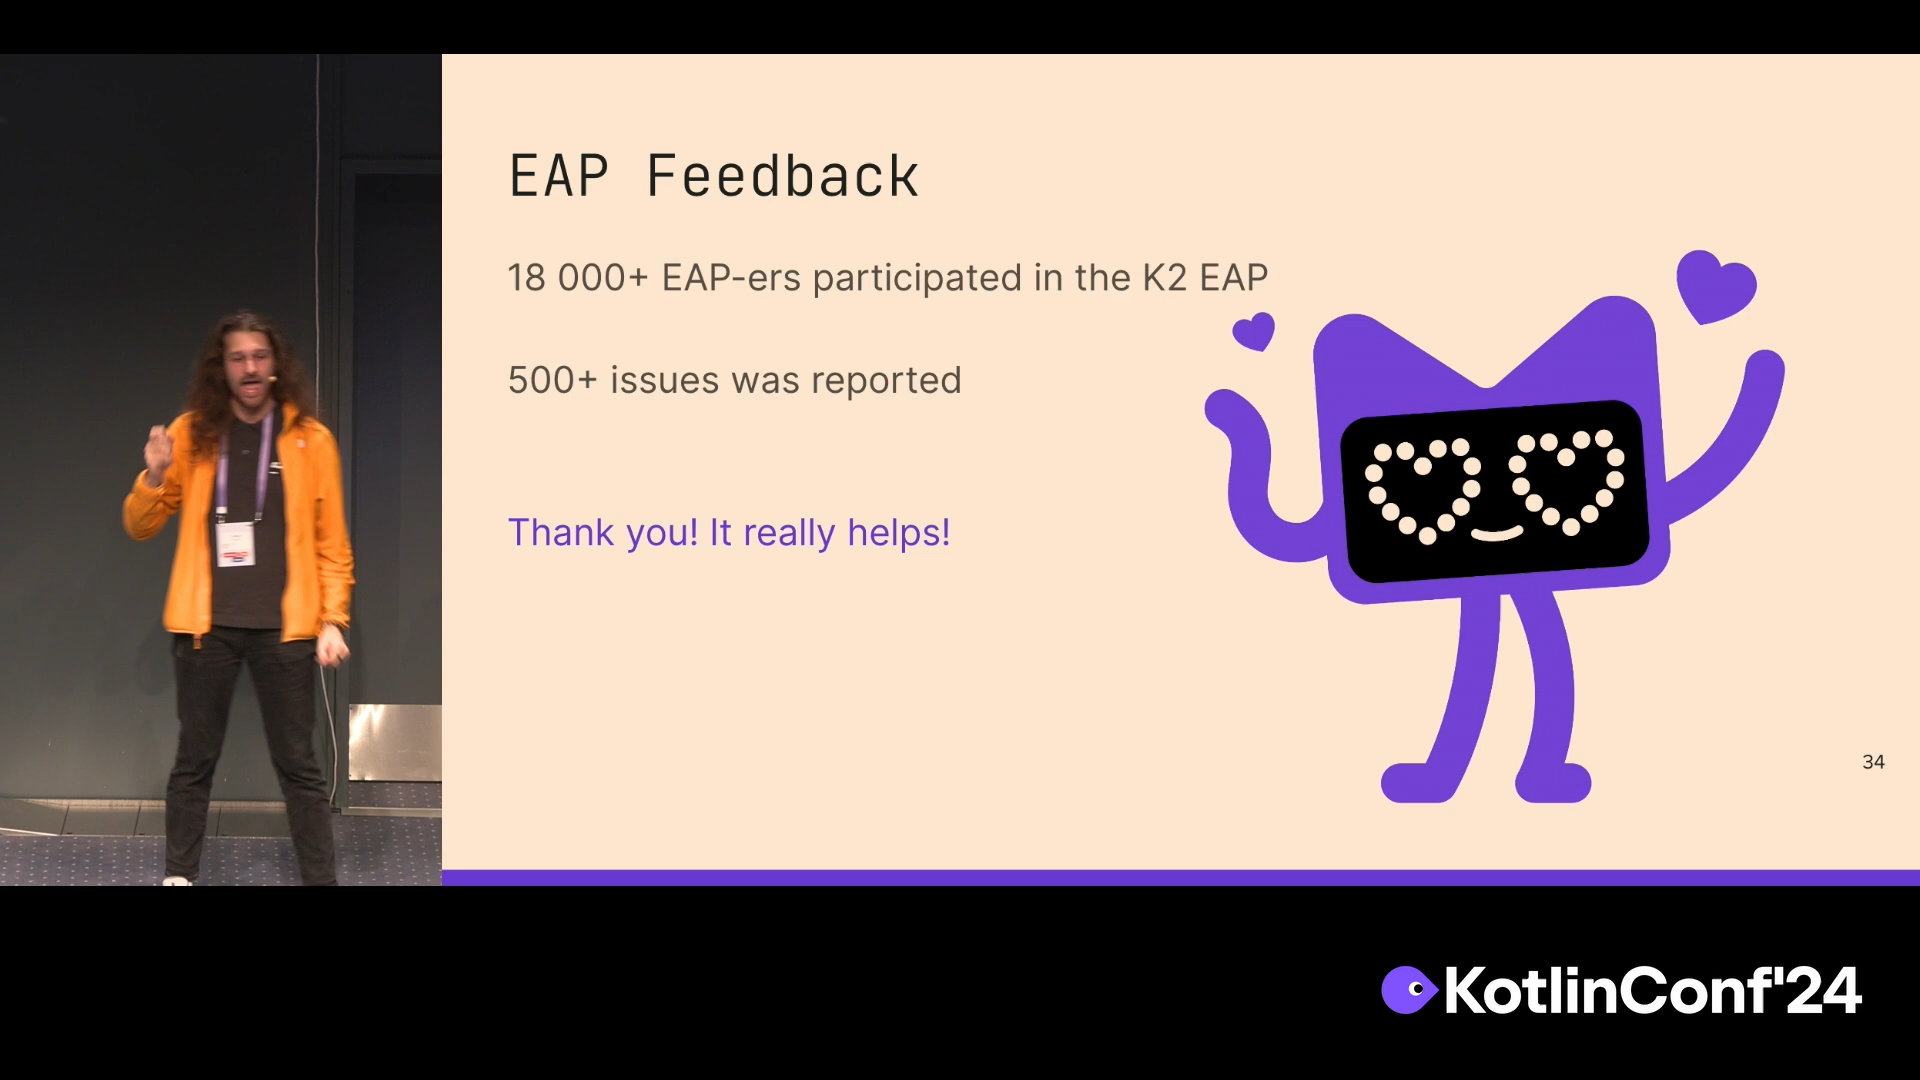 EAP Feedback
18 000+ EAP-ers participated in the K2 EAP
500+ issues was reported
Thank you! It really helps!
34
KotlinConf'24